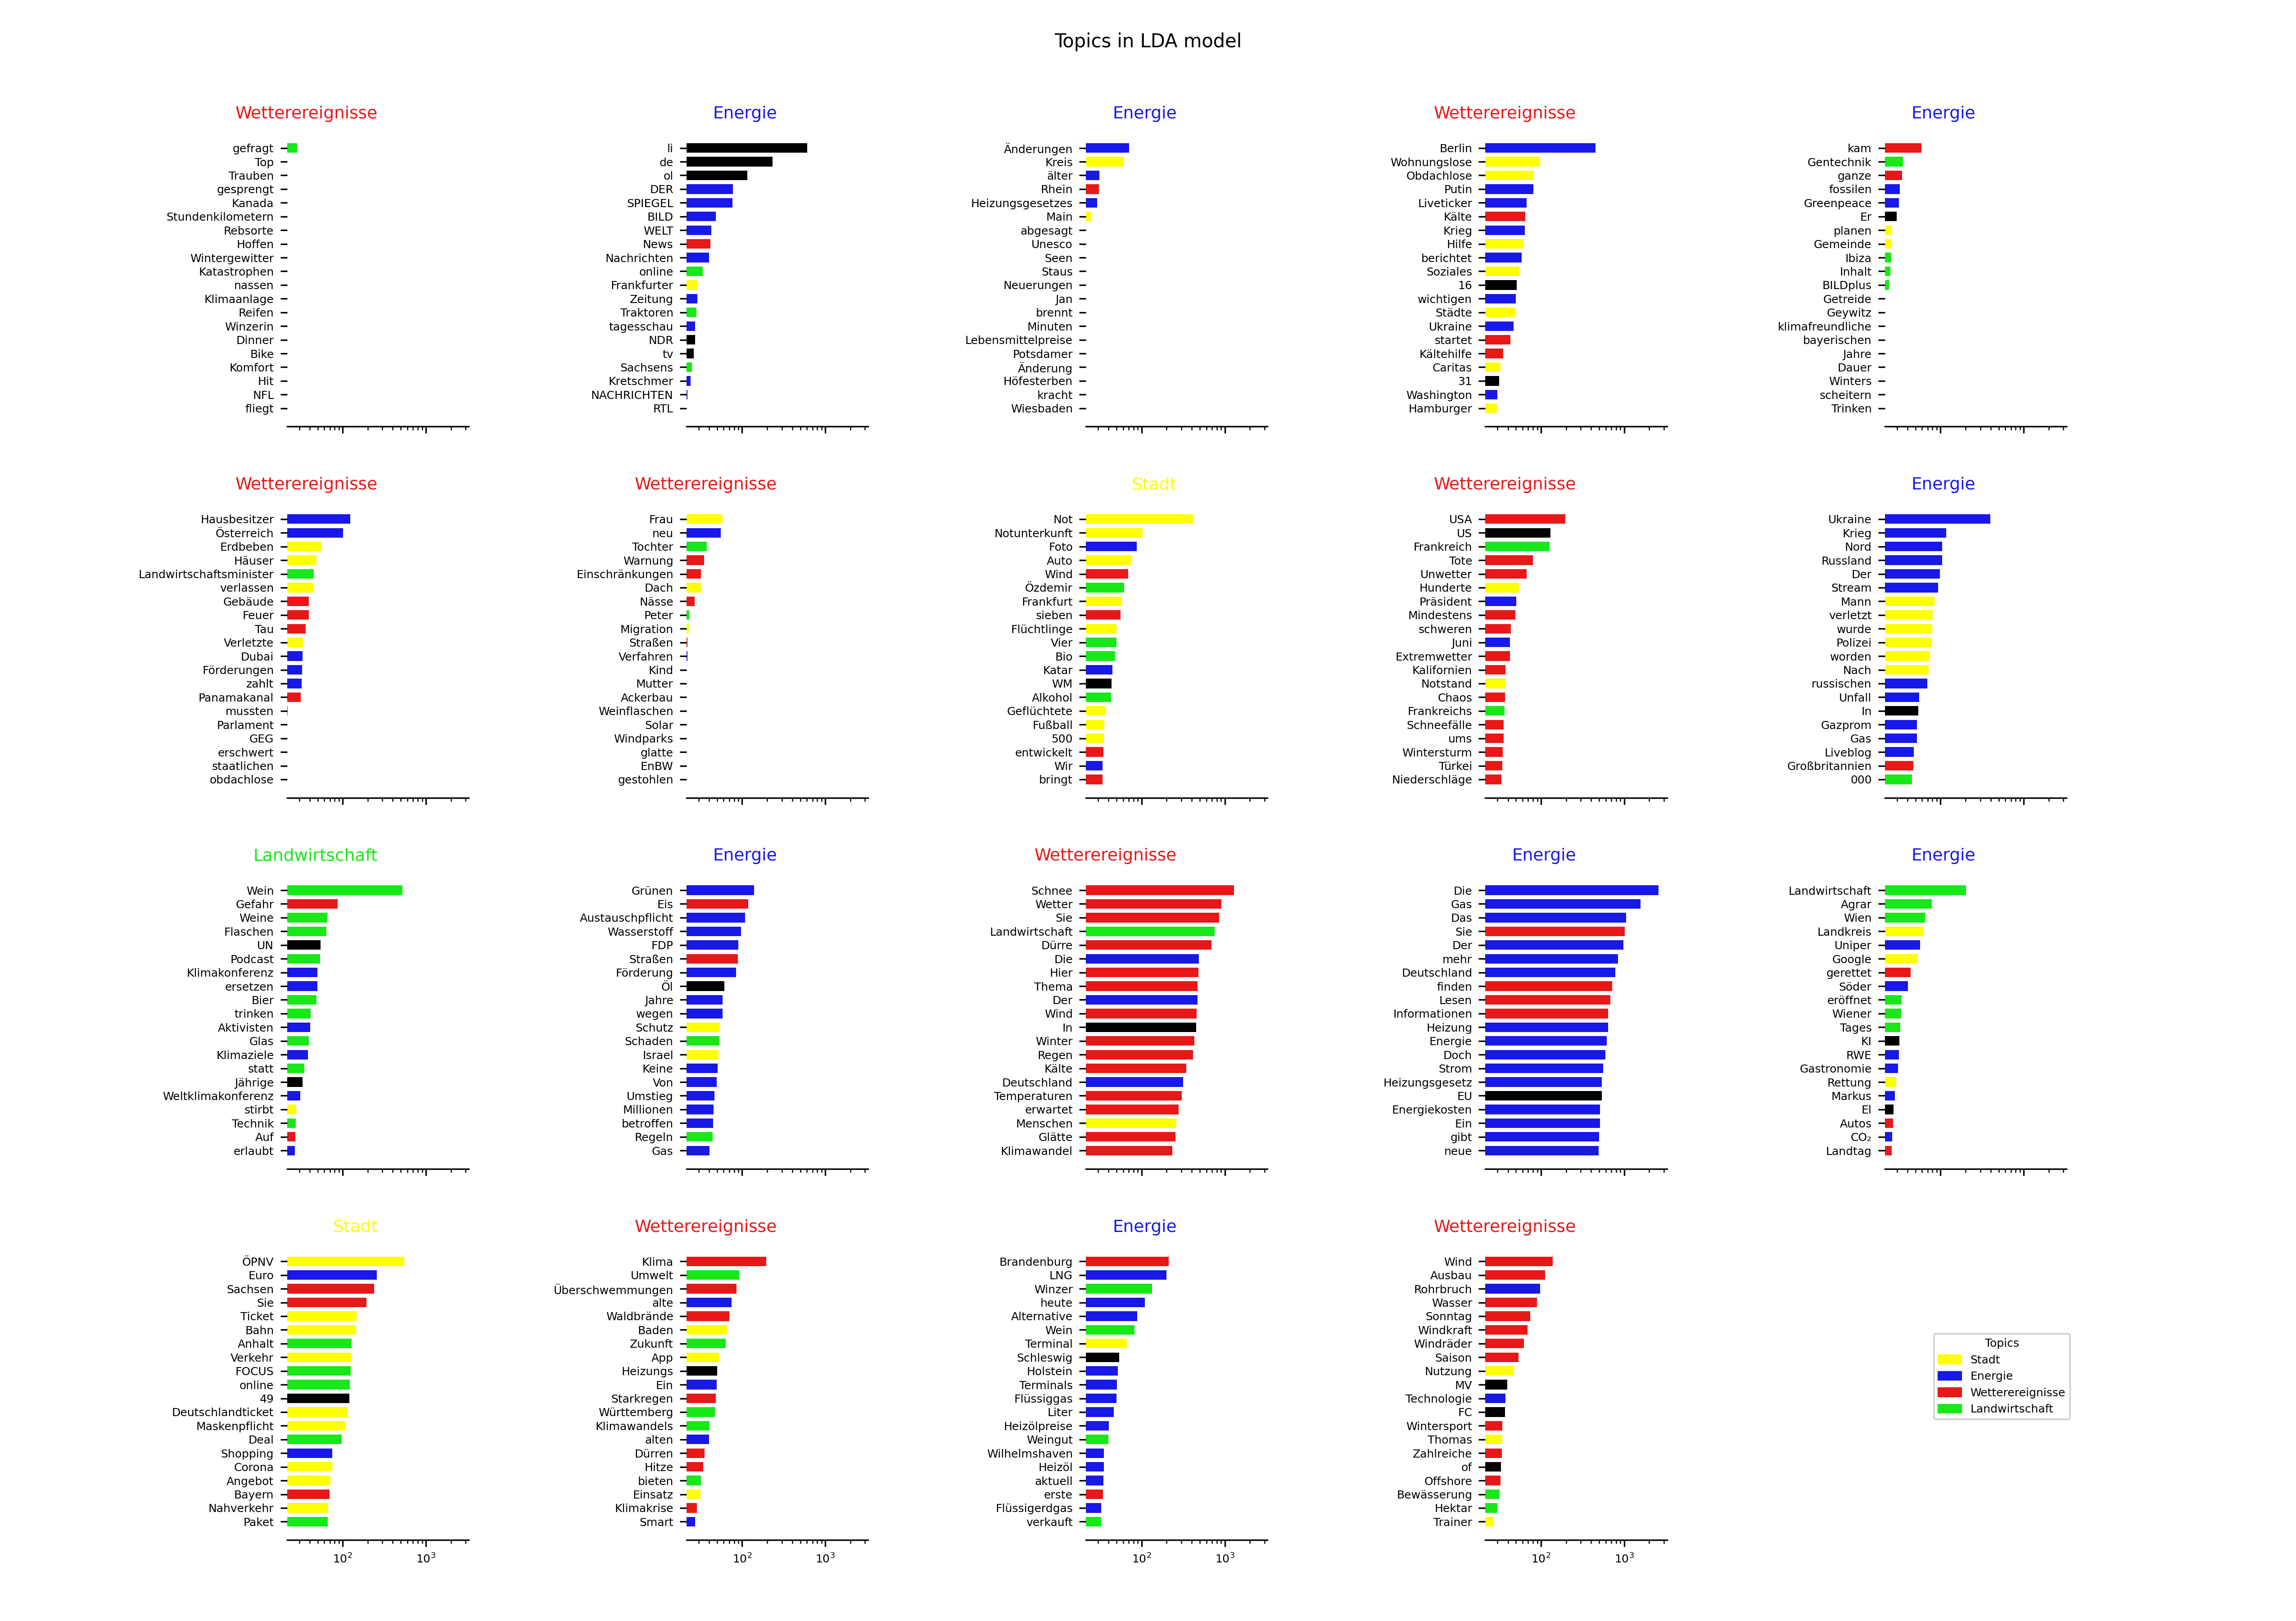 Topics in LDA model
Wetterereignisse
gefragt
Top
Trauben
gesprengt
Kanada
Stundenkilometern
Rebsorte
Hoffen
Wintergewitter
Katastrophen
nassen
Klimaanlage
Reifen
Winzerin
Dinner
Bike
Komfort
Hit
NFL
fliegt
Energie
li
de
ol
DER
SPIEGEL
BILD
WELT
News
Nachrichten
online
Frankfurter
Zeitung
Traktoren
tagesschau
NDR
tv
Sachsens
Kretschmer
NACHRICHTEN
RTL
Energie
Änderungen
Kreis
älter
Rhein
Heizungsgesetzes
Main
abgesagt
Unesco
Seen
Staus
Neuerungen
Jan
brennt
Minuten
Lebensmittelpreise
Potsdamer
Änderung
Höfesterben
kracht
Wiesbaden
Wetterereignisse
Berlin
Wohnungslose
Obdachlose
Putin
Liveticker
Kälte
Krieg
Hilfe
berichtet
Soziales
16
wichtigen
Städte
Ukraine
startet
Kältehilfe
Caritas
31
Washington
Hamburger
Energie
kam
Gentechnik
ganze
fossilen
Greenpeace
Er
planen
Gemeinde
Ibiza
Inhalt
BILDplus
Getreide
Geywitz
klimafreundliche
bayerischen
Jahre
Dauer
Winters
scheitern
Trinken
Wetterereignisse
Hausbesitzer
Österreich
Erdbeben
Häuser
Landwirtschaftsminister
verlassen
Gebäude
Feuer
Tau
Verletzte
Dubai
Förderungen
zahlt
Panamakanal
mussten
Parlament
GEG
erschwert
staatlichen
obdachlose
Wetterereignisse
Frau
neu
Tochter
Warnung
Einschränkungen
Dach
Nässe
Peter
Migration
Straßen
Verfahren
Kind
Mutter
Ackerbau
Weinflaschen
Solar
Windparks
glatte
EnBW
gestohlen
Stadt
Not
Notunterkunft
Foto
Auto
Wind
Özdemir
Frankfurt
sieben
Flüchtlinge
Vier
Bio
Katar
WM
Alkohol
Geflüchtete
Fußball
500
entwickelt
Wir
bringt
Wetterereignisse
USA
US
Frankreich
Tote
Unwetter
Hunderte
Präsident
Mindestens
schweren
Juni
Extremwetter
Kalifornien
Notstand
Chaos
Frankreichs
Schneefälle
ums
Wintersturm
Türkei
Niederschläge
Energie
Ukraine
Krieg
Nord
Russland
Der
Stream
Mann
verletzt
wurde
Polizei
worden
Nach
russischen
Unfall
In
Gazprom
Gas
Liveblog
Großbritannien
000
Landwirtschaft
Wein
Gefahr
Weine
Flaschen
UN
Podcast
Klimakonferenz
ersetzen
Bier
trinken
Aktivisten
Glas
Klimaziele
statt
Jährige
Weltklimakonferenz
stirbt
Technik
Auf
erlaubt
Energie
Grünen
Eis
Austauschpflicht
Wasserstoff
FDP
Straßen
Förderung
Öl
Jahre
wegen
Schutz
Schaden
Israel
Keine
Von
Umstieg
Millionen
betroffen
Regeln
Gas
Wetterereignisse
Schnee
Wetter
Sie
Landwirtschaft
Dürre
Die
Hier
Thema
Der
Wind
In
Winter
Regen
Kälte
Deutschland
Temperaturen
erwartet
Menschen
Glätte
Klimawandel
Energie
Die
Gas
Das
Sie
Der
mehr
Deutschland
finden
Lesen
Informationen
Heizung
Energie
Doch
Strom
Heizungsgesetz
EU
Energiekosten
Ein
gibt
neue
Energie
Landwirtschaft
Agrar
Wien
Landkreis
Uniper
Google
gerettet
Söder
eröffnet
Wiener
Tages
KI
RWE
Gastronomie
Rettung
Markus
EI
Autos
CO₂
Landtag
Stadt
ÖPNV
Euro
Sachsen
Sie
Ticket
Bahn
Anhalt
Verkehr
FOCUS
online
49
Deutschlandticket
Maskenpflicht
Deal
Shopping
Corona
Angebot
Bayern
Nahverkehr
Paket
10² 10³
Wetterereignisse
Klima
Umwelt
Überschwemmungen
alte
Waldbrände
Baden
Zukunft
App
Heizungs
Ein
Starkregen
Württemberg
Klimawandels
alten
Dürren
Hitze
bieten
Einsatz
Klimakrise
Smart
10² 10³
Energie
Brandenburg
LNG
Winzer
heute
Alternative
Wein
Terminal
Schleswig
Holstein
Terminals
Flüssiggas
Liter
Heizölpreise
Weingut
Wilhelmshaven
Heizöl
aktuell
erste
Flüssigerdgas
verkauft
10² 10³
Wetterereignisse
Wind
Ausbau
Rohrbruch
Wasser
Sonntag
Windkraft
Windräder
Saison
Nutzung
MV
Technologie
FC
Wintersport
Thomas
Zahlreiche
of
Offshore
Bewässerung
Hektar
Trainer
10² 10³
Topics
Stadt
Energie
Wetterereignisse
Landwirtschaft